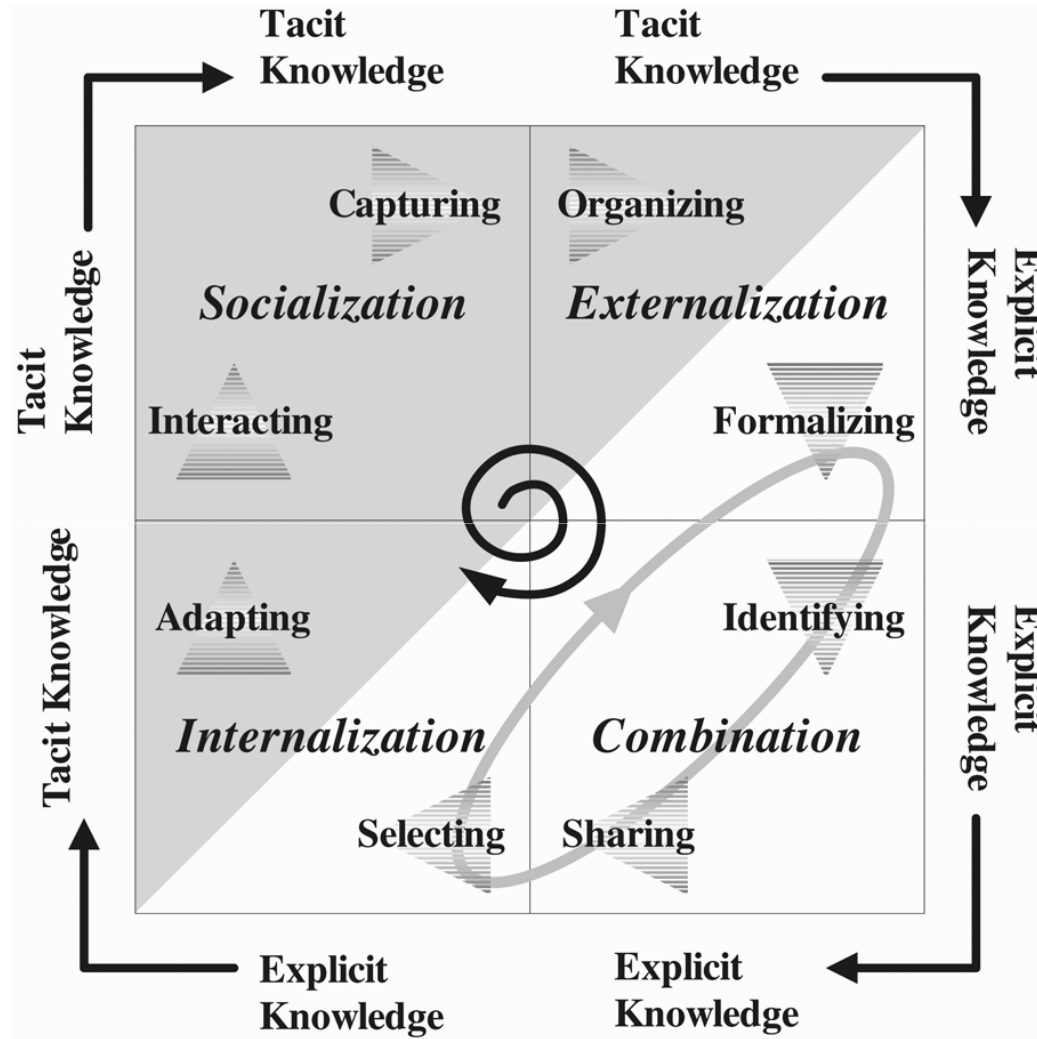 Tacit
Knowledge
Tacit
Knowledge
Capturing
Organizing
Socialization
Externalization
Tacit
Knowledge
Explicit
Knowledge
Interacting
Formalizing
Adapting
Identifying
Tacit Knowledge
Explicit
Knowledge
Internalization
Combination
Selecting
Sharing
Explicit
Knowledge
Explicit
Knowledge